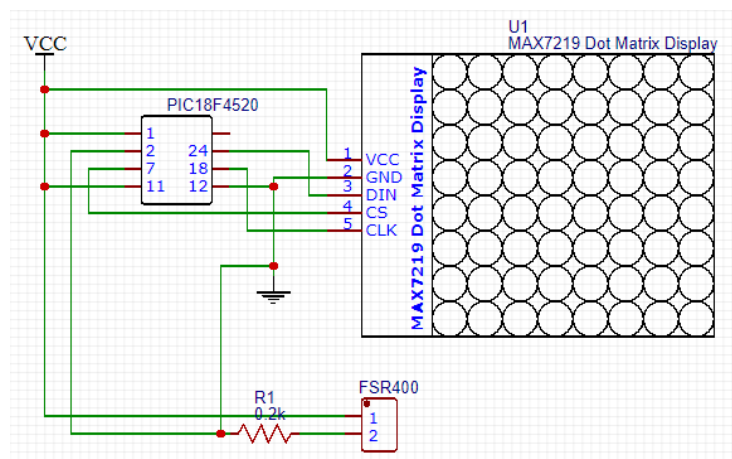 VCC
U1
MAX7219 Dot Matrix Display
PIC18F4520
1
2 24
7 18
11 12
1 VCC
2 GND
3 DIN
4 CS
5 CLK
MAX7219 Dot Matrix Display
R1
0.2k
FSR400
1
2